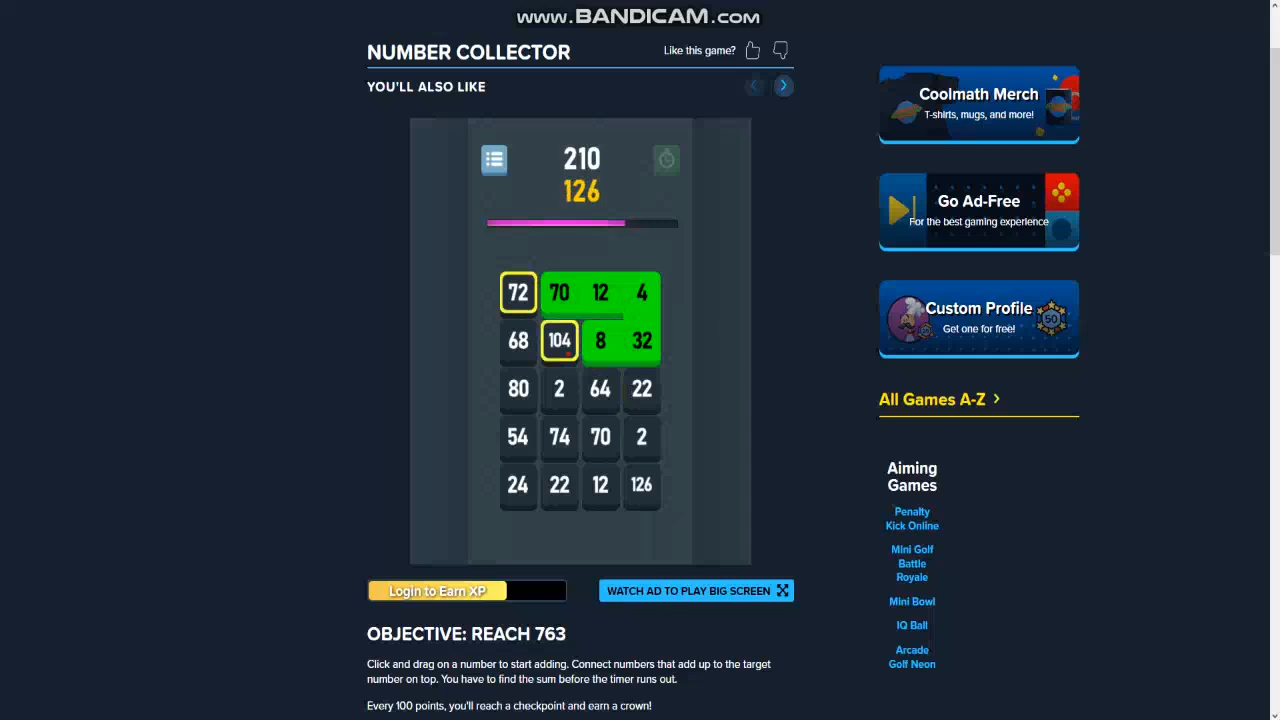 www.BANDICAM.com
NUMBER COLLECTOR
Like this game?
YOU'LL ALSO LIKE
210
126
72 70 12 4
68 104 8 32
80 2 64 22
54 74 70 2
24 22 12 126
Login to Earn XP
WATCH AD TO PLAY BIG SCREEN
OBJECTIVE: REACH 763
Click and drag on a number to start adding. Connect numbers that add up to the target
number on top. You have to find the sum before the timer runs out.
Every 100 points, you'll reach a checkpoint and earn a crown!
Coolmath Merch
T-shirts, mugs, and more!
Go Ad-Free
For the best gaming experience
Custom Profile
Get one for free!
50
All Games A-Z >
Aiming
Games
Penalty
Kick Online
Mini Golf
Battle
Royale
Mini Bowl
IQ Ball
Arcade
Golf Neon